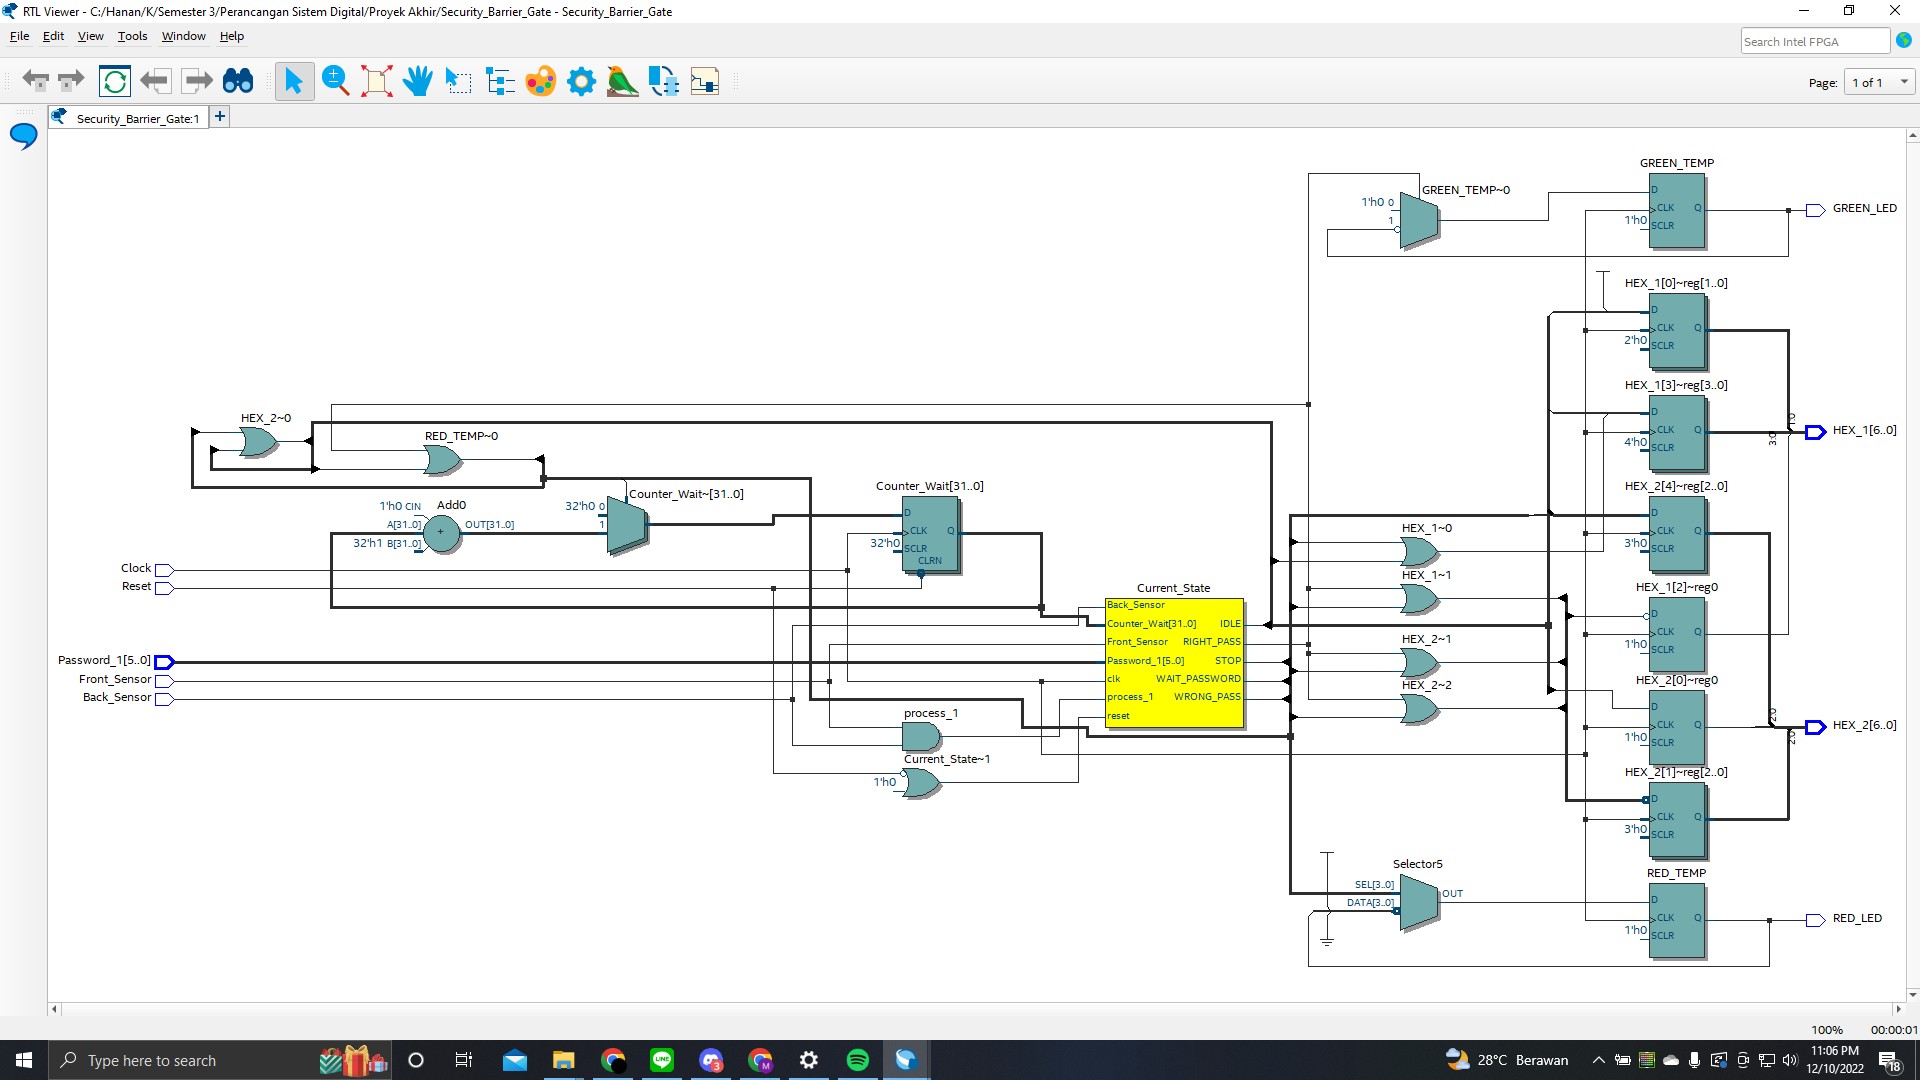 RTL Viewer - C:/Hanan/K/Semester 3/Perancangan Sistem Digital/Proyek Akhir/Security_Barrier_Gate - Security_Barrier_Gate
File Edit View Tools Window Help
Search Intel FPGA
Page: 1 of 1
Security_Barrier_Gate:1 +
GREEN_TEMP
GREEN_TEMP~0
1'h0 0
1
D
CLK Q
1'h0
SCLR
GREEN_LED
HEX_1[0]~reg[1..0]
D
CLK Q
2'h0
SCLR
HEX_1[3]~reg[3..0]
D
CLK Q
4'h0
SCLR
1:0
3:0
HEX_1[6..0]
HEX_2~0
RED_TEMP~0
Counter_Wait~[31..0]
32'h0 0
1
1'h0 CIN Add0
A[31..0] OUT[31..0]
32'h1 B[31..0]
+
Counter_Wait[31..0]
D
CLK Q
32'h0
SCLR
CLRN
HEX_2[4]~reg[2..0]
D
CLK Q
3'h0
SCLR
HEX_1~0
HEX_1~1
HEX_2~1
HEX_2~2
Clock
Reset
Password_1[5..0]
Front_Sensor
Back_Sensor
Current_State
Back_Sensor
Counter_Wait[31..0] IDLE
Front_Sensor RIGHT_PASS
Password_1[5..0] STOP
clk WAIT_PASSWORD
process_1 WRONG_PASS
reset
process_1
Current_State~1
1'h0
HEX_1[2]~reg0
D
CLK Q
1'h0
SCLR
HEX_2[0]~reg0
D
CLK Q
1'h0
SCLR
2:0
2:0
HEX_2[6..0]
HEX_2[1]~reg[2..0]
D
CLK Q
3'h0
SCLR
Selector5
SEL[3..0]
DATA[3..0]
OUT
RED_TEMP
D
CLK Q
1'h0
SCLR
RED_LED
100% 00:00:01
Type here to search
3
M
28°C Berawan
11:06 PM
12/10/2022
18